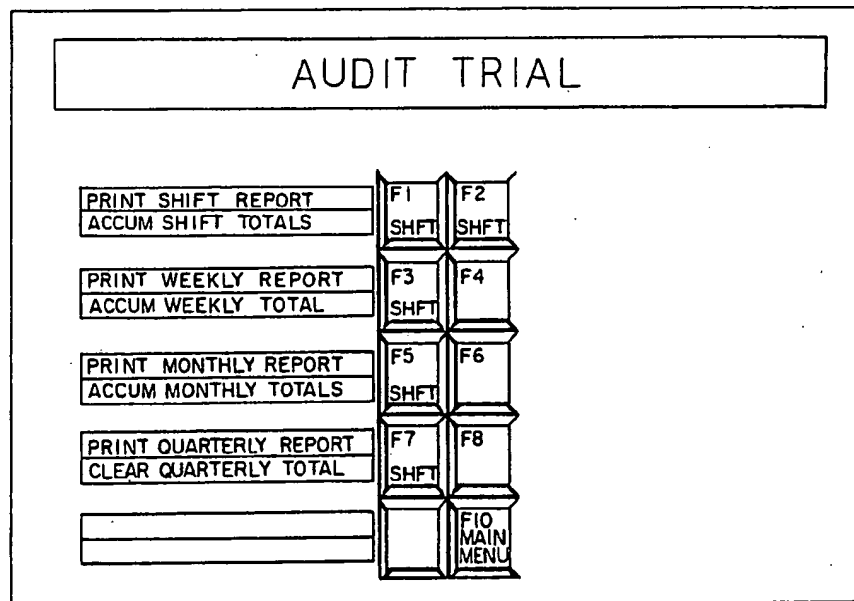 AUDIT TRIAL
PRINT SHIFT REPORT
ACCUM SHIFT TOTALS
F1
SHFT
F2
SHFT
PRINT WEEKLY REPORT
ACCUM WEEKLY TOTAL
F3
SHFT
F4
PRINT MONTHLY REPORT
ACCUM MONTHLY TOTALS
F5
SHFT
F6
PRINT QUARTERLY REPORT
CLEAR QUARTERLY TOTAL
F7
SHFT
F8
F10
MAIN
MENU